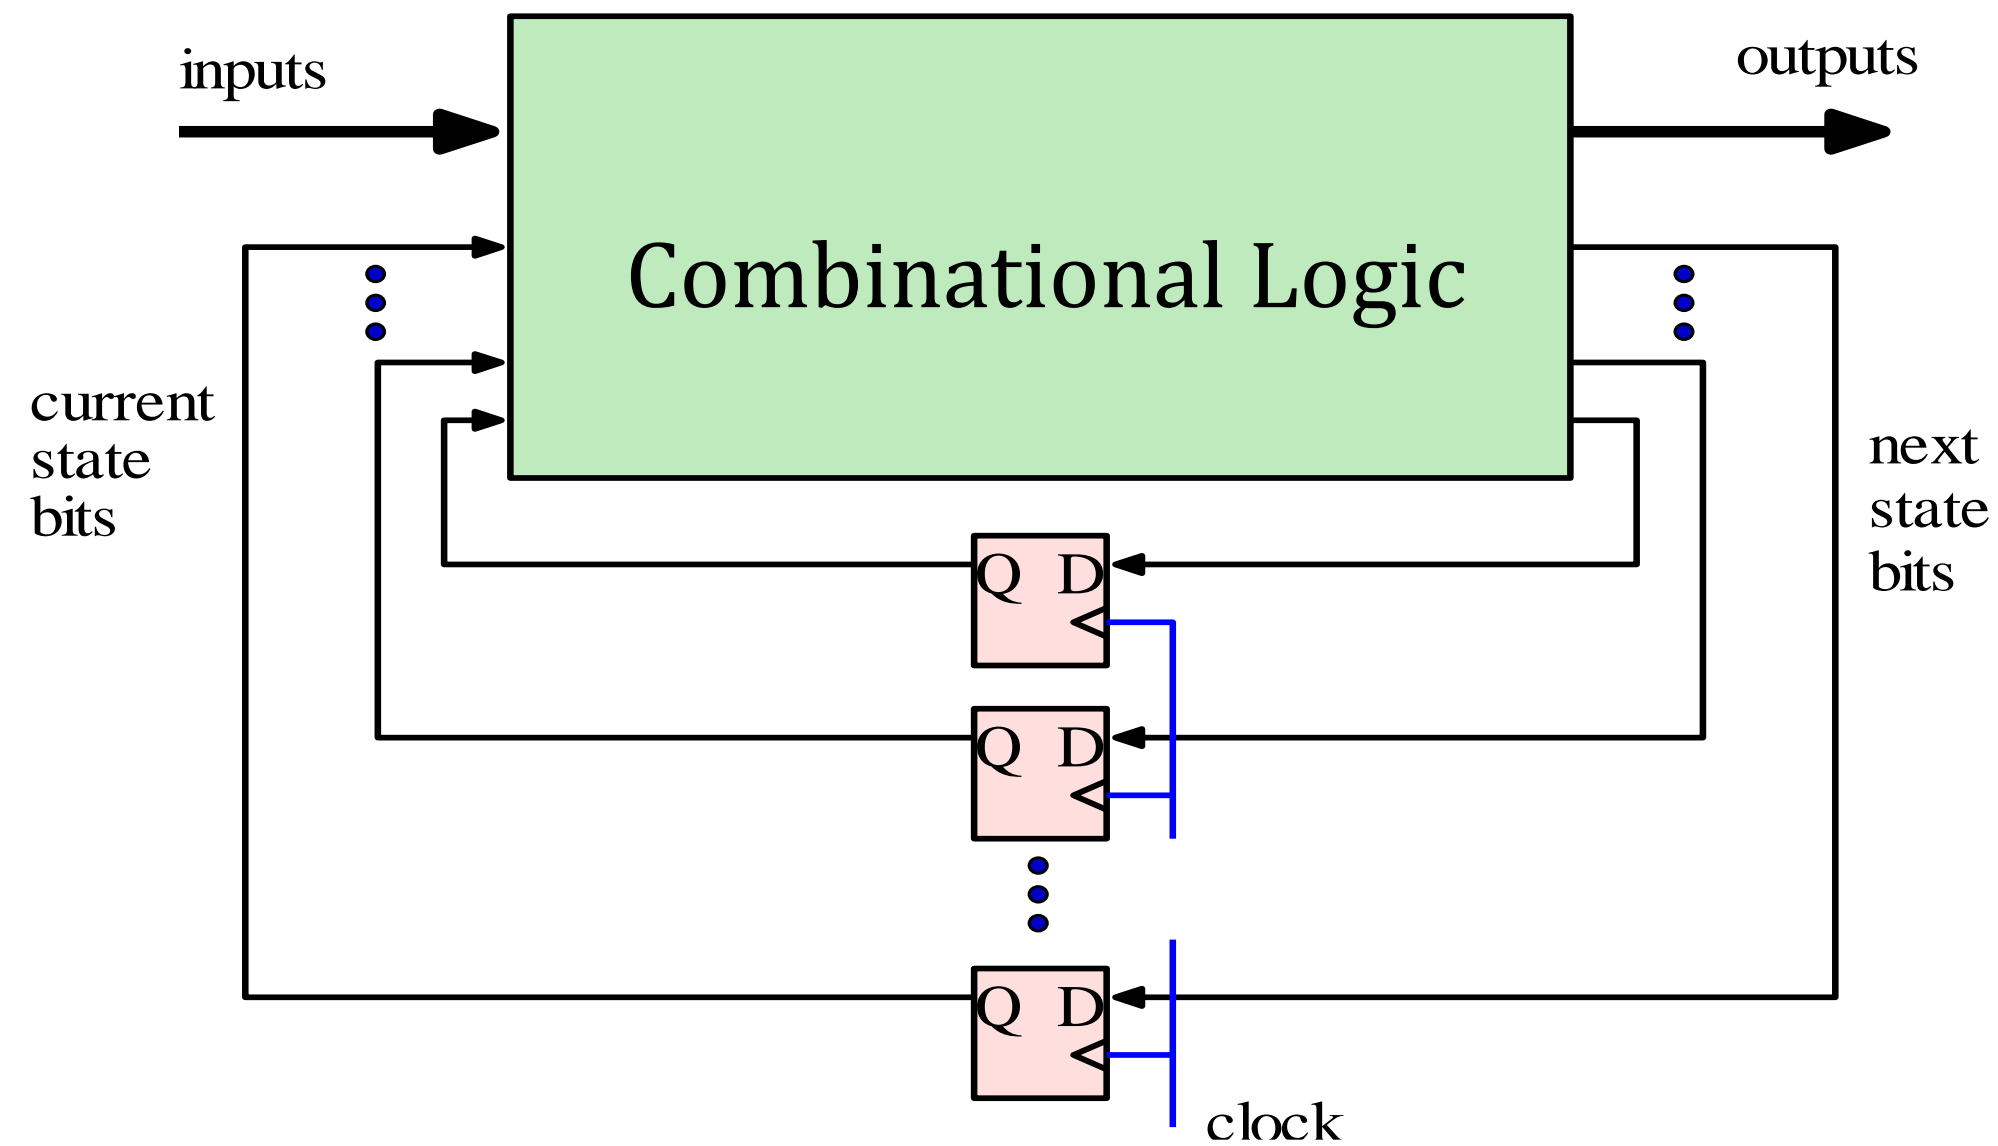 inputs
outputs
Combinational Logic
current
state
bits
next
state
bits
Q D
Q D
Q D
clock